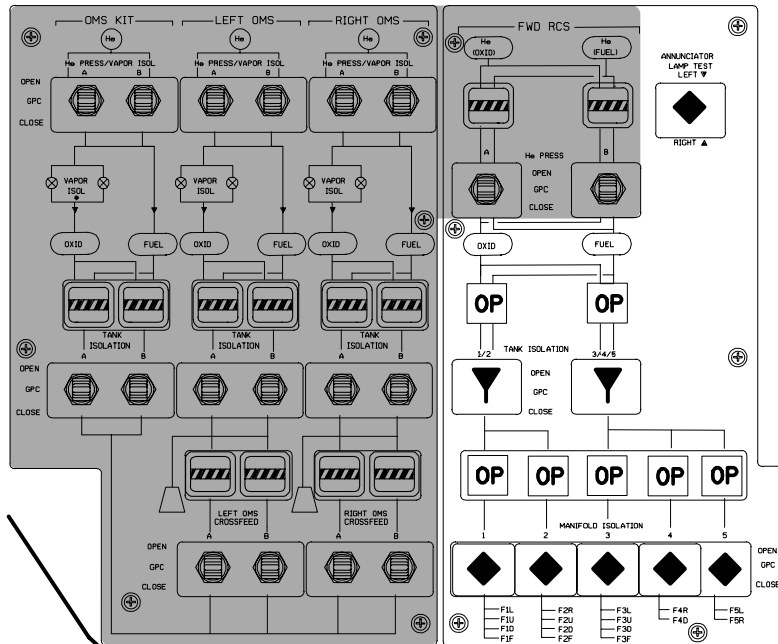 OMS KIT
LEFT OMS
RIGHT OMS
FWD RCS
He
He
He
He
(OXID)
He
(FUEL)
He PRESS/VAPOR ISOL
He PRESS/VAPOR ISOL
He PRESS/VAPOR ISOL
A B A B A B
OPEN
GPC
CLOSE
ANNUNCIATOR
LAMP TEST
LEFT
RIGHT
A
B
He PRESS
OPEN
GPC
CLOSE
VAPOR
ISOL
VAPOR
ISOL
VAPOR
ISOL
OXID FUEL OXID FUEL OXID FUEL
OXID FUEL
OP OP
TANK
ISOLATION
TANK
ISOLATION
TANK
ISOLATION
A B A B A B
1/2 TANK ISOLATION 3/4/5
OPEN
GPC
CLOSE
OPEN
GPC
CLOSE
OP OP OP OP OP
LEFT OMS
CROSSFEED
RIGHT OMS
CROSSFEED
A B A B
MANIFOLD ISOLATION
1 2 3 4 5
OPEN
GPC
CLOSE
OPEN
GPC
CLOSE
F1L
F1U
F1D
F1F
F2R
F2U
F2D
F2F
F3L
F3U
F3D
F3F
F4R
F4D
F5L
F5R